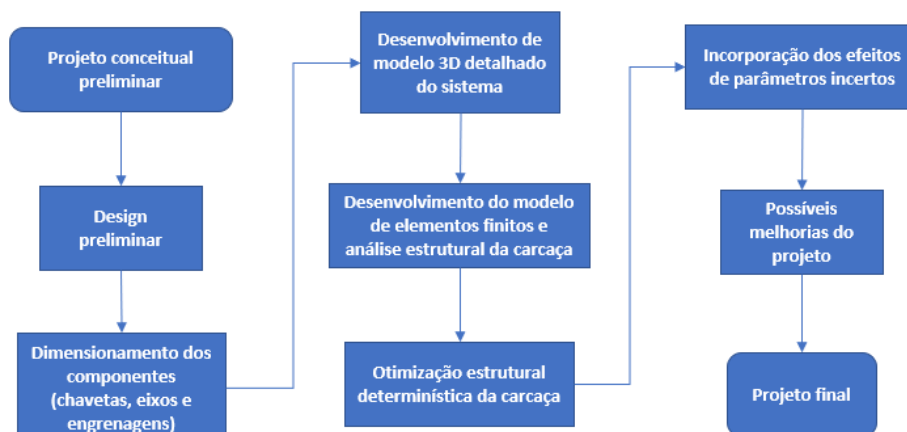 Projeto conceitual
preliminar
Design
preliminar
Dimensionamento dos
componentes
(chavetas, eixos e
engrenagens)
Desenvolvimento de
modelo 3D detalhado
do sistema
Desenvolvimento do modelo
de elementos finitos e
análise estrutural da carcaça
Otimização estrutural
determinística da carcaça
Incorporação dos efeitos
de parâmetros incertos
Possíveis
melhorias do
projeto
Projeto final